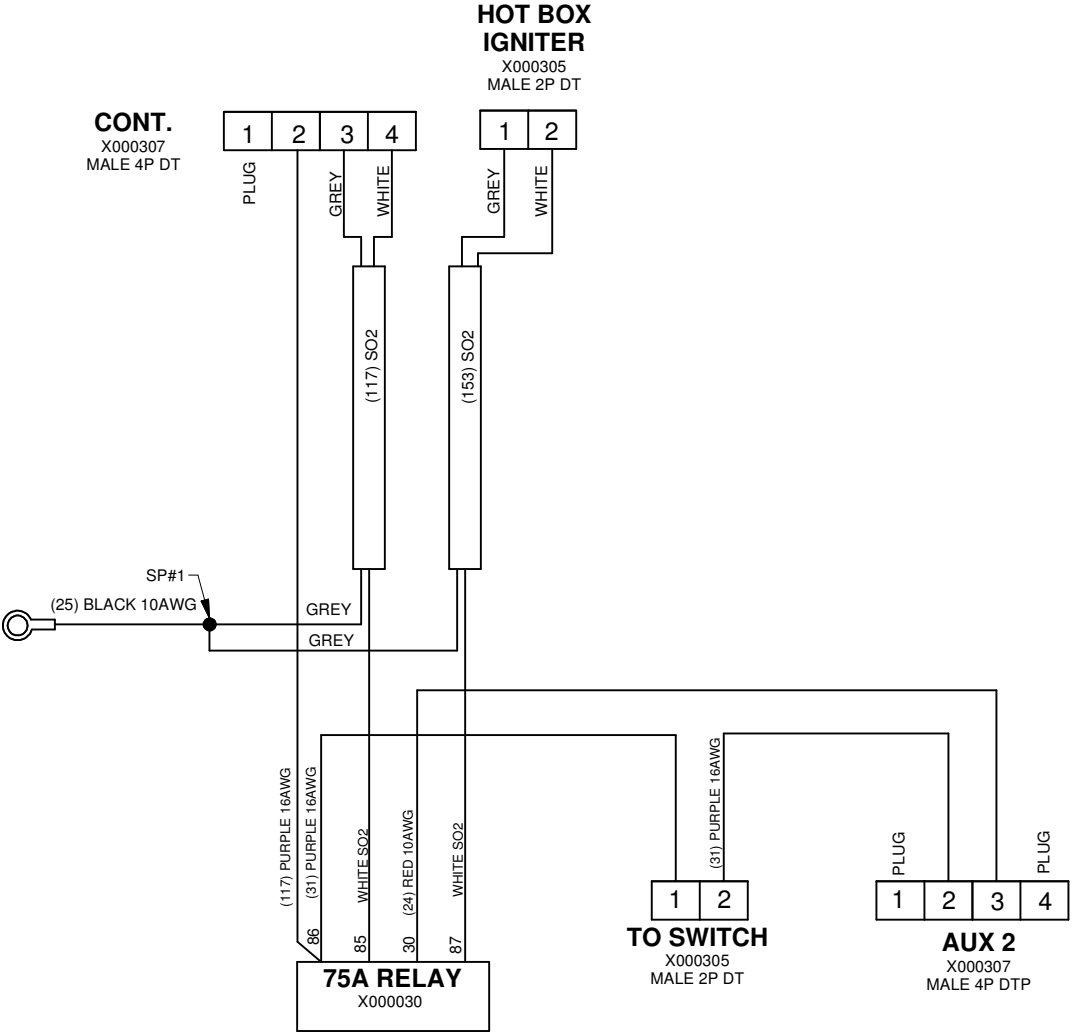 HOT BOX
IGNITER
X000305
MALE 2P DT
1 2
GREY
WHITE
CONT.
X000307
MALE 4P DT
1 2 3 4
PLUG
GREY
WHITE
(117) SO2
(153) SO2
SP#1
(25) BLACK 10AWG
GREY
GREY
(117) PURPLE 16AWG
(31) PURPLE 16AWG
WHITE SO2
(24) RED 10AWG
WHITE SO2
86
85
30
87
75A RELAY
X000030
(31) PURPLE 16AWG
1 2
TO SWITCH
X000305
MALE 2P DT
PLUG
PLUG
1 2 3 4
AUX 2
X000307
MALE 4P DTP